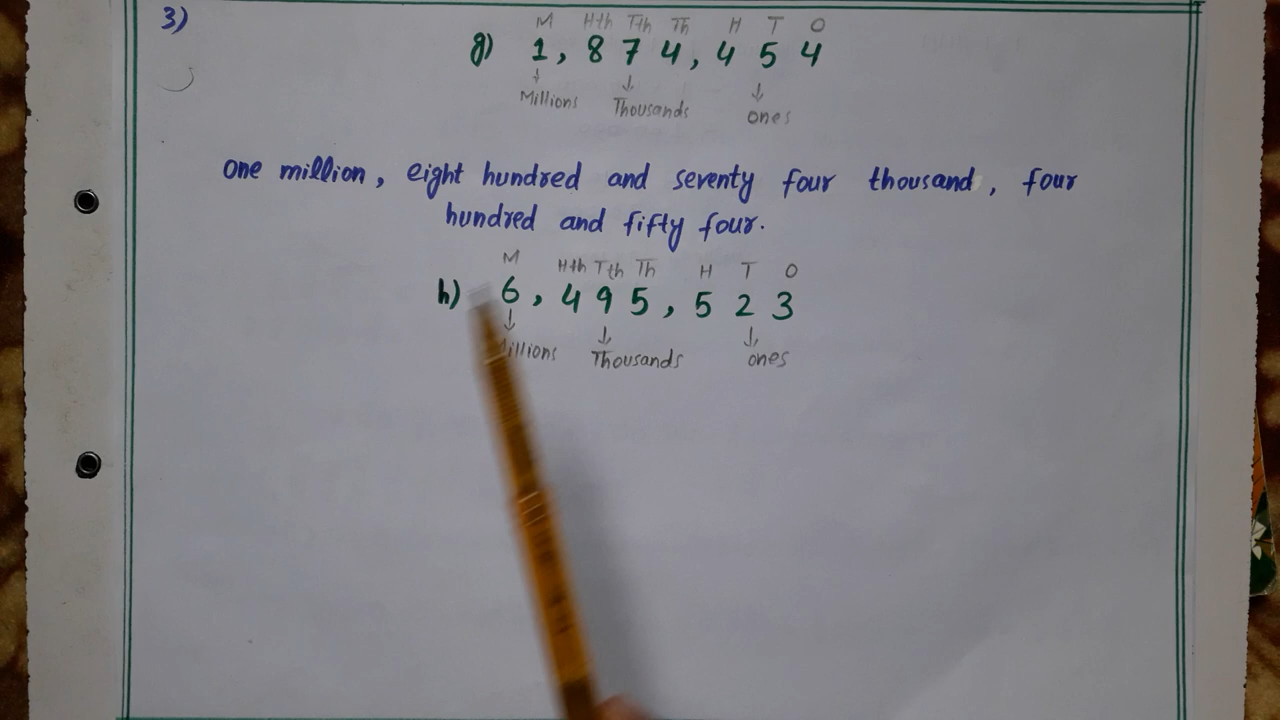 3)
M Hth Tth Th H T O
g) 1, 8 7 4, 4 5 4
↓ ↓ ↓
Millions Thousands ones
one million, eight hundred and seventy four thousand, four
hundred and fifty four.
M Hth Tth Th H T O
h) 6, 4 9 5, 5 2 3
↓ ↓ ↓
illions Thousands ones